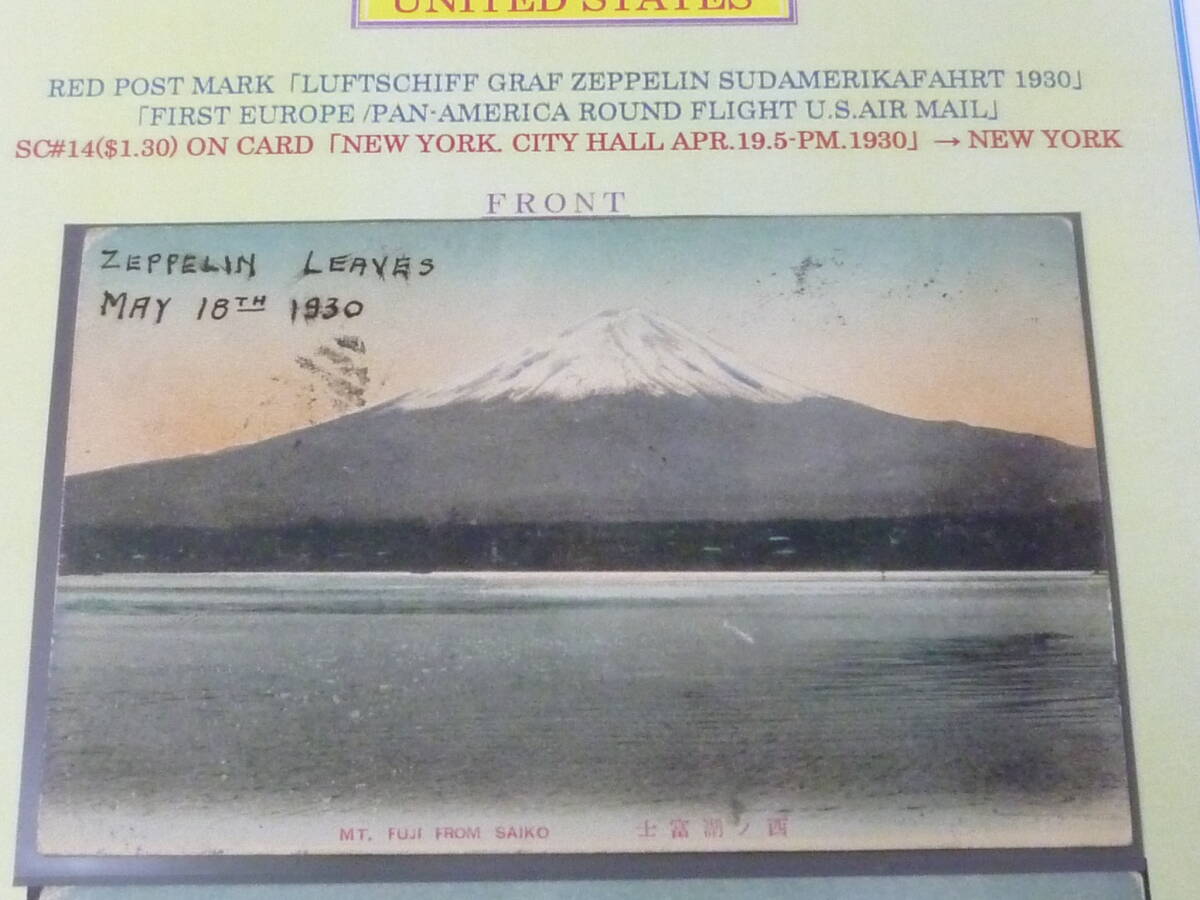 UNITED STATES
RED POST MARK「LUFTSCHIFF GRAF ZEPPELIN SUDAMERIKAFAHRT 1930」
「FIRST EUROPE /PAN-AMERICA ROUND FLIGHT U.S.AIR MAIL」
SC#14($1.30) ON CARD「NEW YORK. CITY HALL APR.19.5-PM.1930」→ NEW YORK
FRONT
ZEPPELIN LEAVES
MAY 18TH 1930
MT. FUJI FROM SAIKO 士富湖ノ西